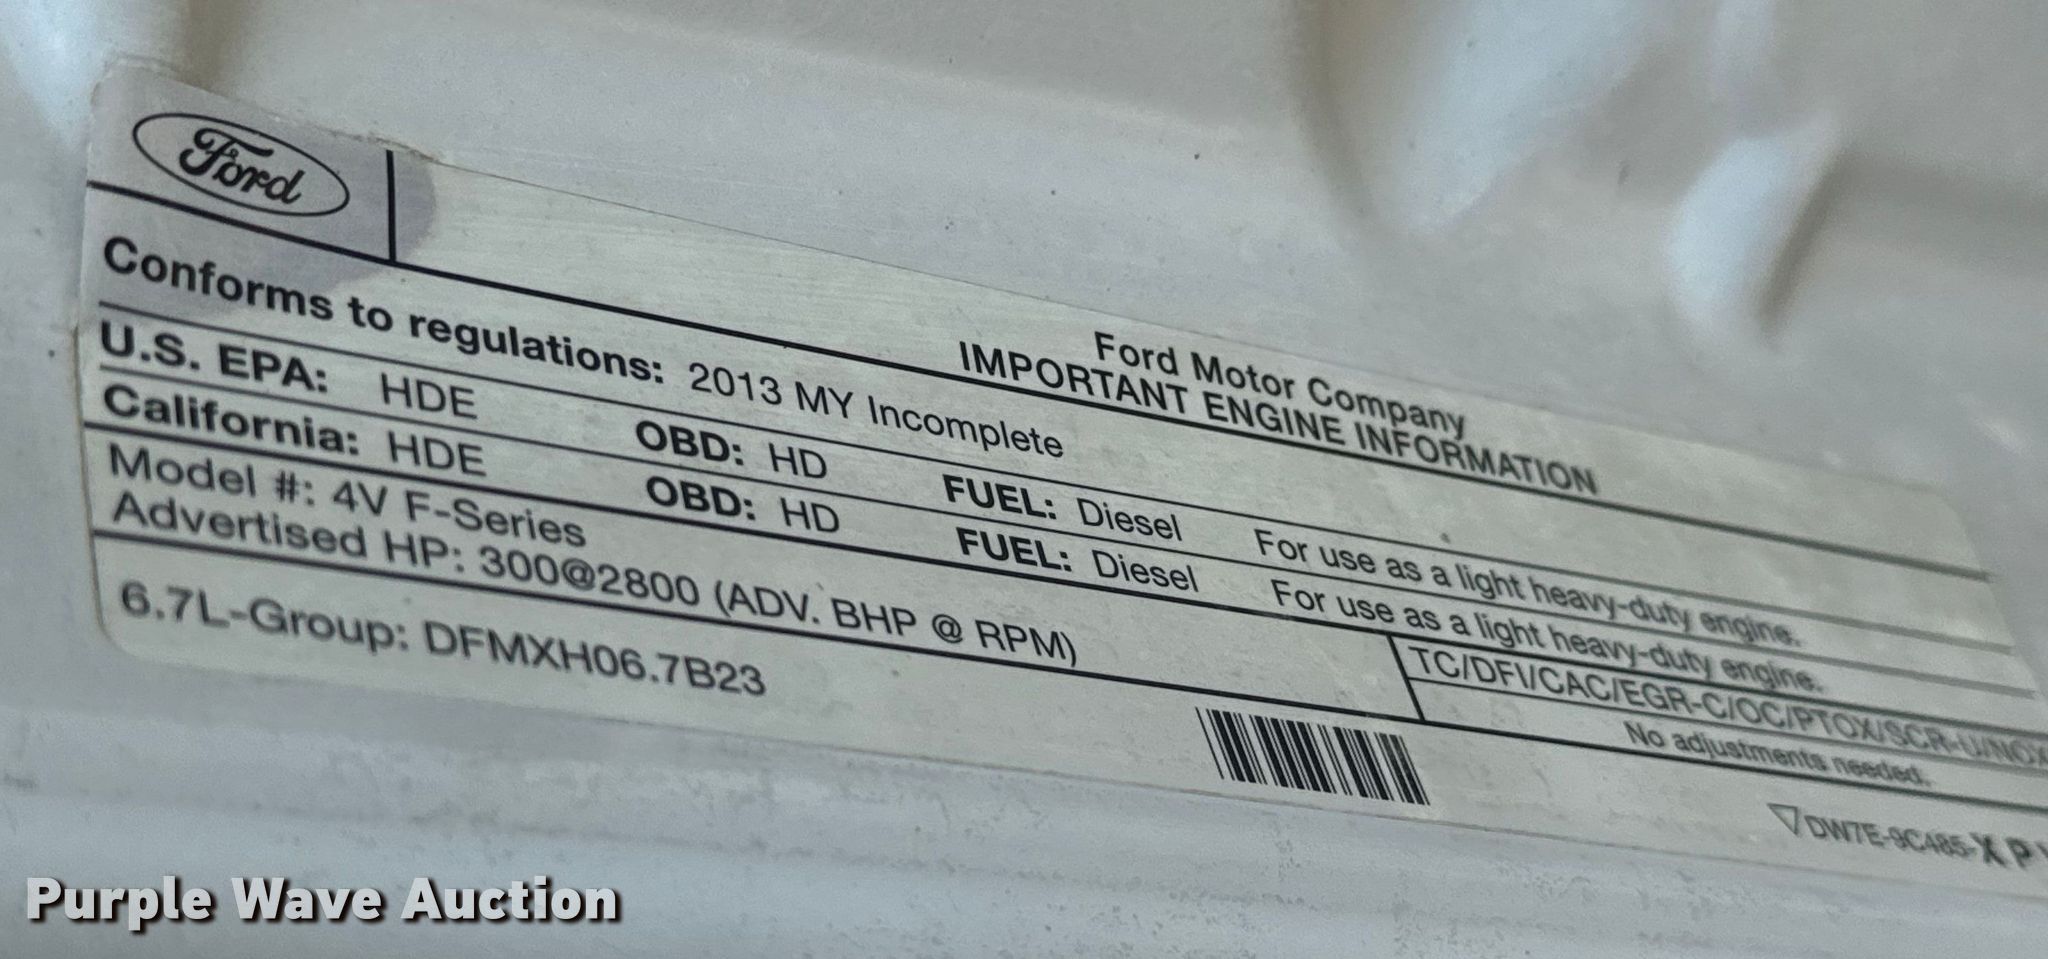 Ford
Ford Motor Company
IMPORTANT ENGINE INFORMATION
Conforms to regulations: 2013 MY Incomplete
U.S. EPA: HDE OBD: HD FUEL: Diesel For use as a light heavy-duty engine.
California: HDE OBD: HD FUEL: Diesel For use as a light heavy-duty engine.
Model #: 4V F-Series
Advertised HP: 300@2800 (ADV. BHP @ RPM)
TC/DFI/CAC/EGR-C/OC/PTOX/SCR-U/NOX
No adjustments needed.
6.7L-Group: DFMXH06.7B23
DW7E-9C485-X P
Purple Wave Auction